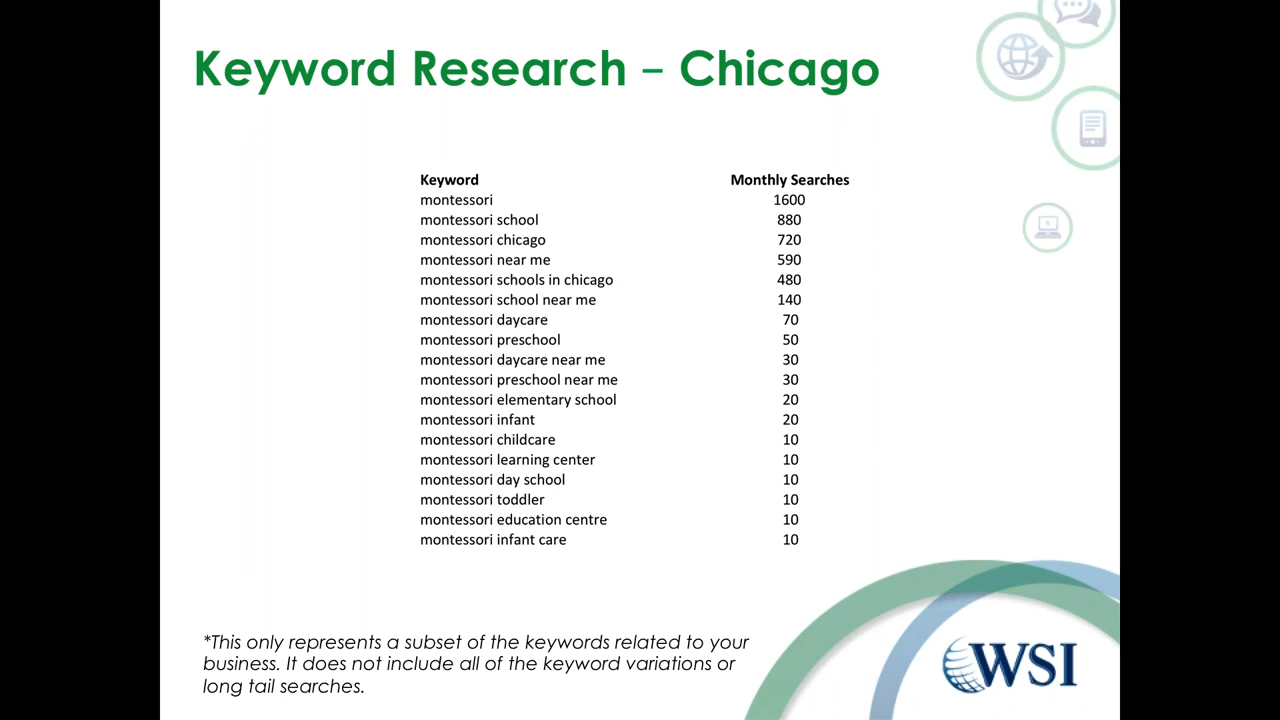 Keyword Research – Chicago
Keyword Monthly Searches
montessori 1600
montessori school 880
montessori chicago 720
montessori near me 590
montessori schools in chicago 480
montessori school near me 140
montessori daycare 70
montessori preschool 50
montessori daycare near me 30
montessori preschool near me 30
montessori elementary school 20
montessori infant 20
montessori childcare 10
montessori learning center 10
montessori day school 10
montessori toddler 10
montessori education centre 10
montessori infant care 10
*This only represents a subset of the keywords related to your
business. It does not include all of the keyword variations or
long tail searches.
WSI